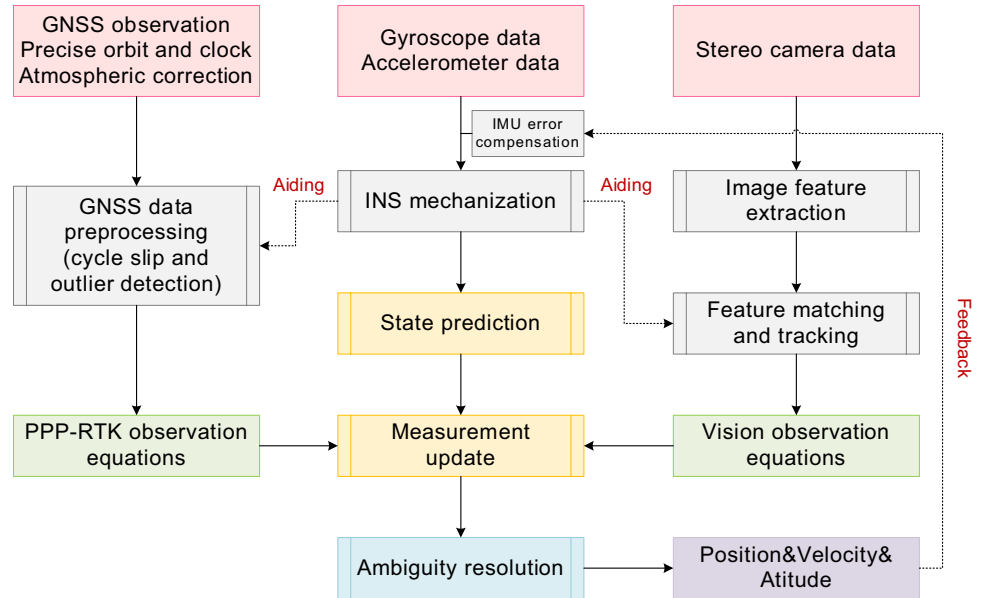 GNSS observation
Precise orbit and clock
Atmospheric correction
Gyroscope data
Accelerometer data
Stereo camera data
IMU error
compensation
Aiding
INS mechanization
Aiding
Image feature
extraction
GNSS data
preprocessing
(cycle slip and
outlier detection)
State prediction
Feature matching
and tracking
Feedback
PPP-RTK observation
equations
Measurement
update
Vision observation
equations
Ambiguity resolution
Position&Velocity&
Atitude